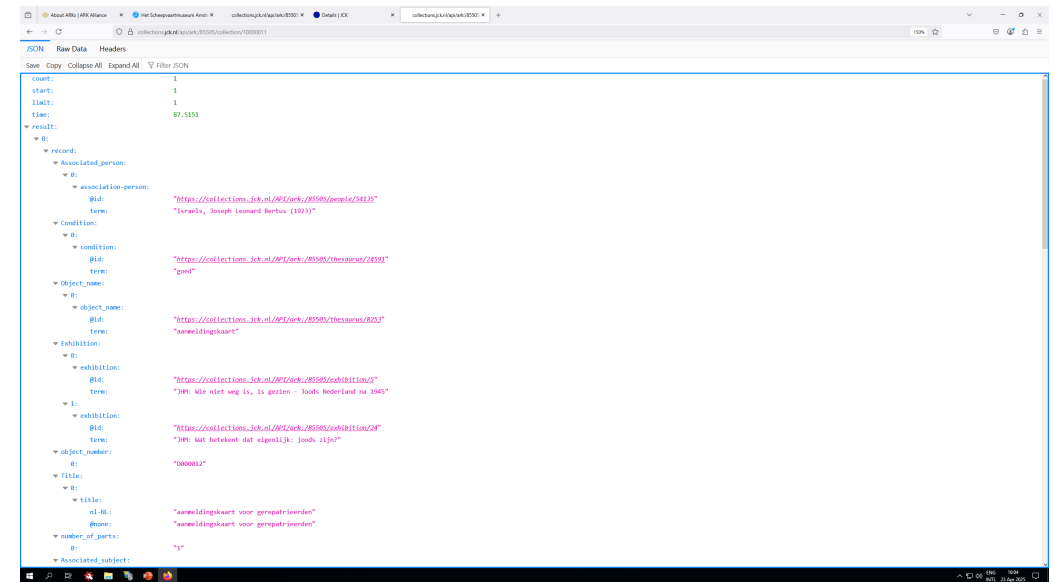 About ARKs | ARK Alliance × Het Scheepvaartmuseum Amst × collections.jck.nl/api/ark:/8550 × Details | JCK × collections.jck.nl/api/ark:/8550 × +
collections.jck.nl/api/ark:/85505/collection/10000011 150%
JSON Raw Data Headers
Save Copy Collapse All Expand All Filter JSON
count: 1
start: 1
limit: 1
time: 87.5151
result:
0:
record:
Associated_person:
0:
association-person:
@id: "https://collections.jck.nl/API/ark:/85505/people/54135"
term: "Israels, Joseph Leonard Bertus (1923)"
Condition:
0:
condition:
@id: "https://collections.jck.nl/API/ark:/85505/thesaurus/24591"
term: "goed"
Object_name:
0:
object_name:
@id: "https://collections.jck.nl/API/ark:/85505/thesaurus/8253"
term: "aanmeldingskaart"
Exhibition:
0:
exhibition:
@id: "https://collections.jck.nl/API/ark:/85505/exhibition/5"
term: "JHM: Wie niet weg is, is gezien - Joods Nederland na 1945"
1:
exhibition:
@id: "https://collections.jck.nl/API/ark:/85505/exhibition/24"
term: "JHM: Wat betekent dat eigenlijk: joods zijn?"
object_number:
0: "D000012"
Title:
0:
title:
nl-NL: "aanmeldingskaart voor gerepatrieerden"
@none: "aanmeldingskaart voor gerepatrieerden"
number_of_parts:
0: "1"
Associated_subject:
ENG 10:04
INTL 23 Apr 2025